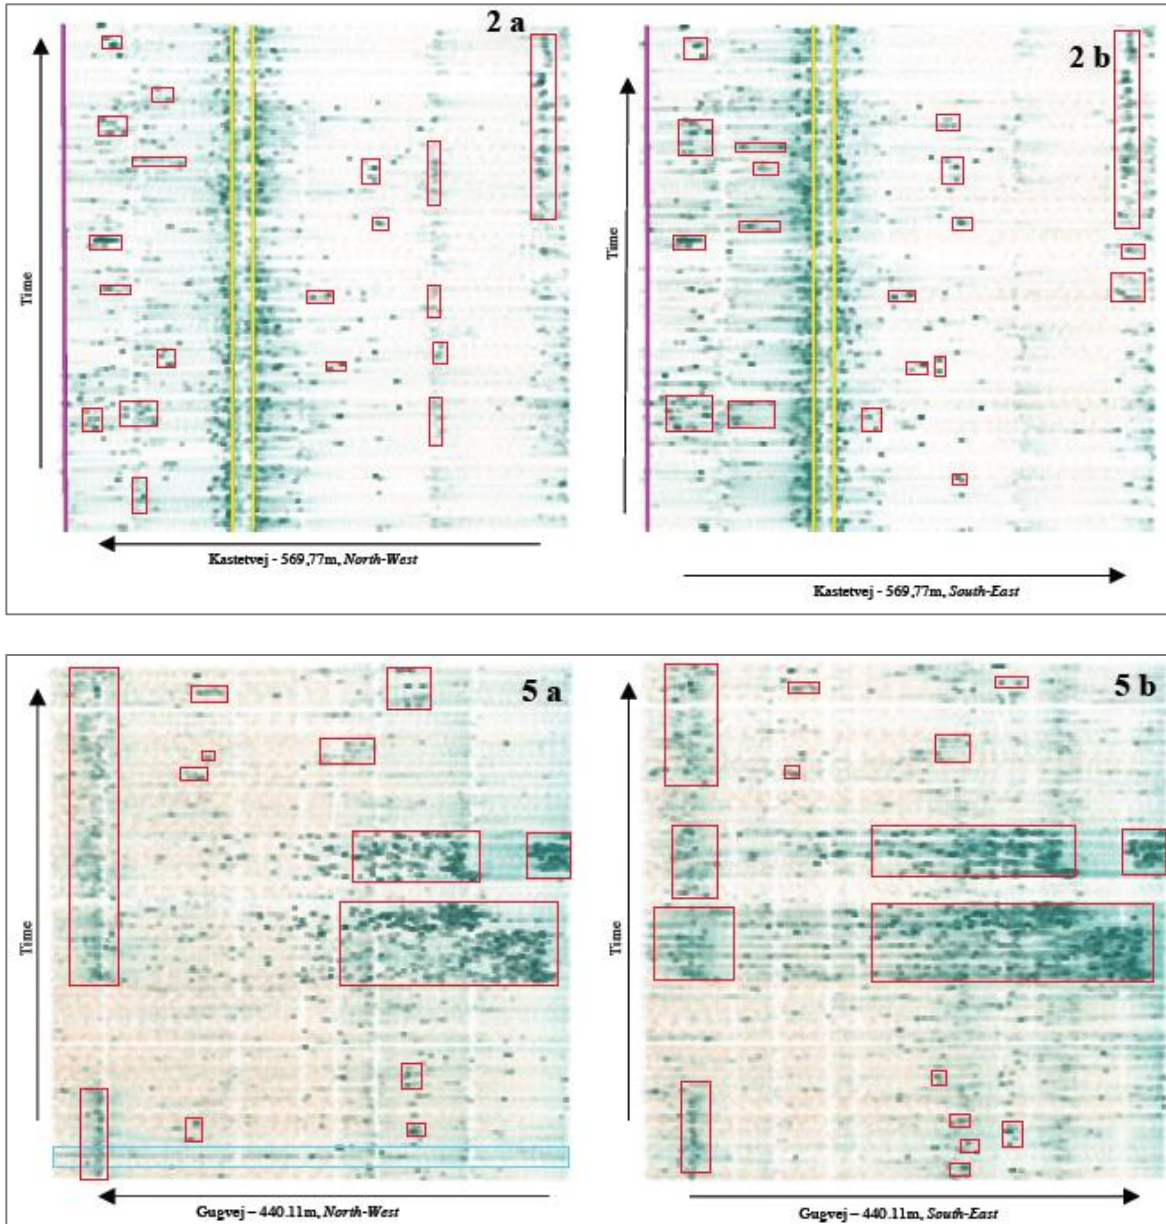 2 a
2 b
Time
Time
Kastetvej - 569,77m, North-West
Kastetvej - 569,77m, South-East
5 a
5 b
Time
Time
Gugvej – 440.11m, North-West
Gugvej – 440.11m, South-East